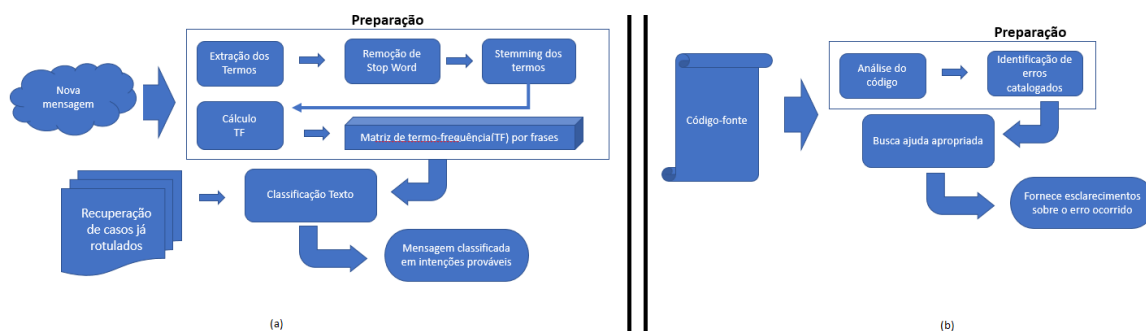 Preparação
Nova
mensagem
Extração dos
Termos
Remoção de
Stop Word
Stemming dos
termos
Cálculo
TF
Matriz de termo-frequência(TF) por frases
Recuperação
de casos já
rotulados
Classificação Texto
Mensagem classificada
em intenções prováveis
(a)
Preparação
Código-fonte
Análise do
código
Identificação de
erros
catalogados
Busca ajuda apropriada
Fornece esclarecimentos
sobre o erro ocorrido
(b)